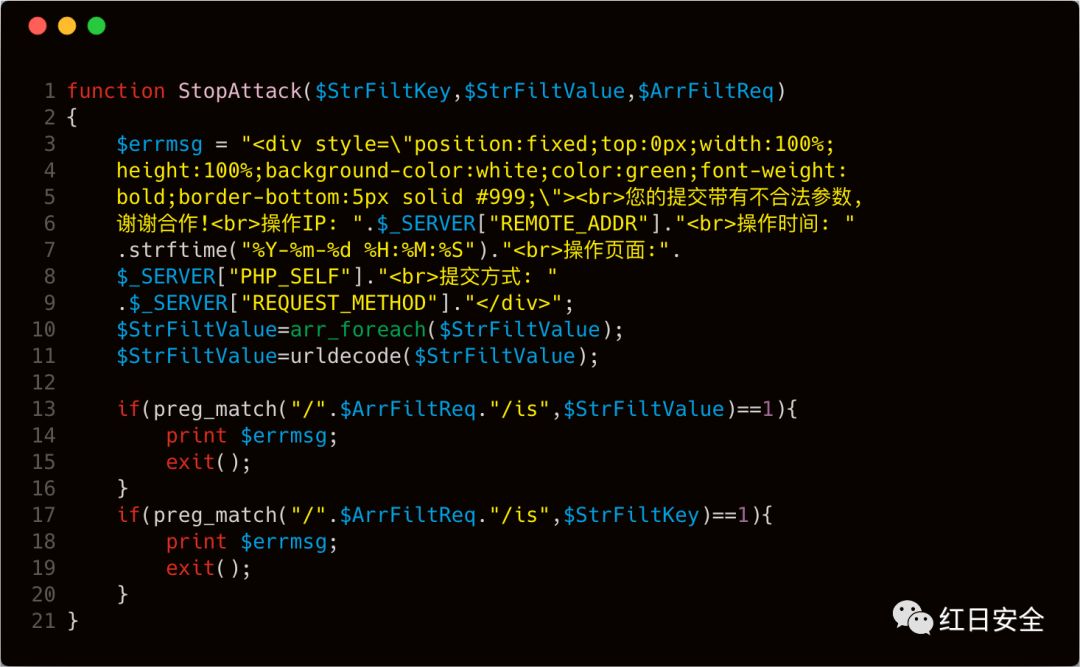 1 function StopAttack($StrFiltKey,$StrFiltValue,$ArrFiltReq)
2 {
3     $errmsg = "<div style=\"position:fixed;top:0px;width:100%;
4     height:100%;background-color:white;color:green;font-weight:
5     bold;border-bottom:5px solid #999;\"><br>您的提交带有不合法参数,
6     谢谢合作!<br>操作IP: ".$_SERVER["REMOTE_ADDR"]."<br>操作时间: "
7     .strftime("%Y-%m-%d %H:%M:%S")."<br>操作页面:".
8     $_SERVER["PHP_SELF"]."<br>提交方式: "
9     .$_SERVER["REQUEST_METHOD"]."</div>";
10     $StrFiltValue=arr_foreach($StrFiltValue);
11     $StrFiltValue=urldecode($StrFiltValue);
12
13     if(preg_match("/".$ArrFiltReq."/is",$StrFiltValue)==1){
14         print $errmsg;
15         exit();
16     }
17     if(preg_match("/".$ArrFiltReq."/is",$StrFiltKey)==1){
18         print $errmsg;
19         exit();
20     }
21 }
红日安全